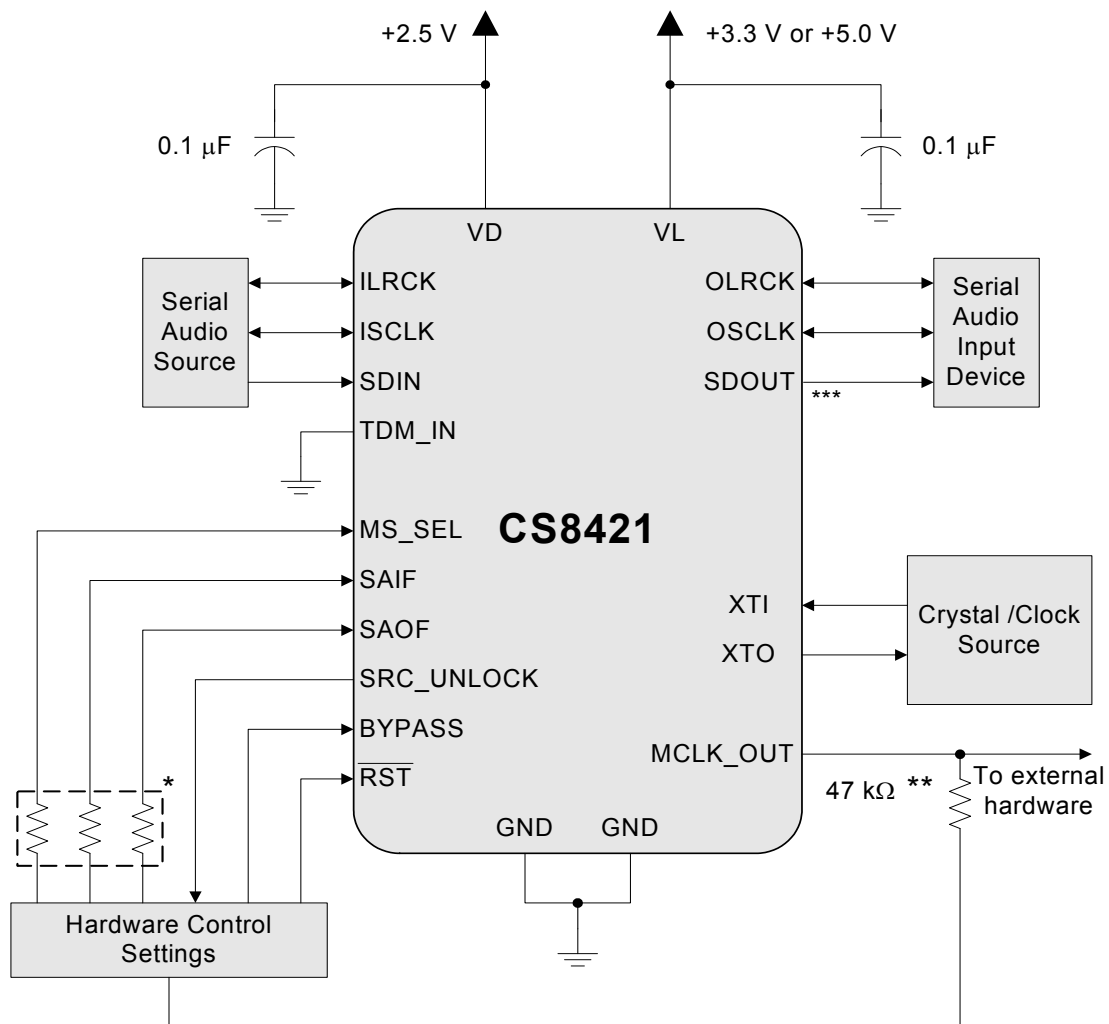 +2.5 V
+3.3 V or +5.0 V
0.1 μF
0.1 μF
VD
VL
Serial
Audio
Source
ILRCK
ISCLK
SDIN
TDM_IN
OLRCK
OSCLK
SDOUT
***
Serial
Audio
Input
Device
MS_SEL
SAIF
SAOF
SRC_UNLOCK
BYPASS
RST
CS8421
XTI
XTO
Crystal /Clock
Source
MCLK_OUT
47 kΩ **
To external
hardware
*
GND
GND
Hardware Control
Settings